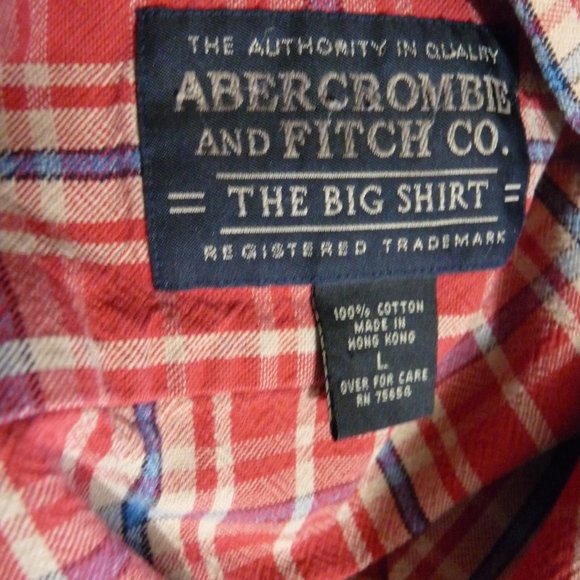 THE AUTHORITY IN QUALITY
ABERCROMBIE
AND FITCH CO.
= THE BIG SHIRT =
REGISTERED TRADEMARK
100% COTTON
MADE IN
HONG KONG
L
OVER FOR CARE
RN 75658